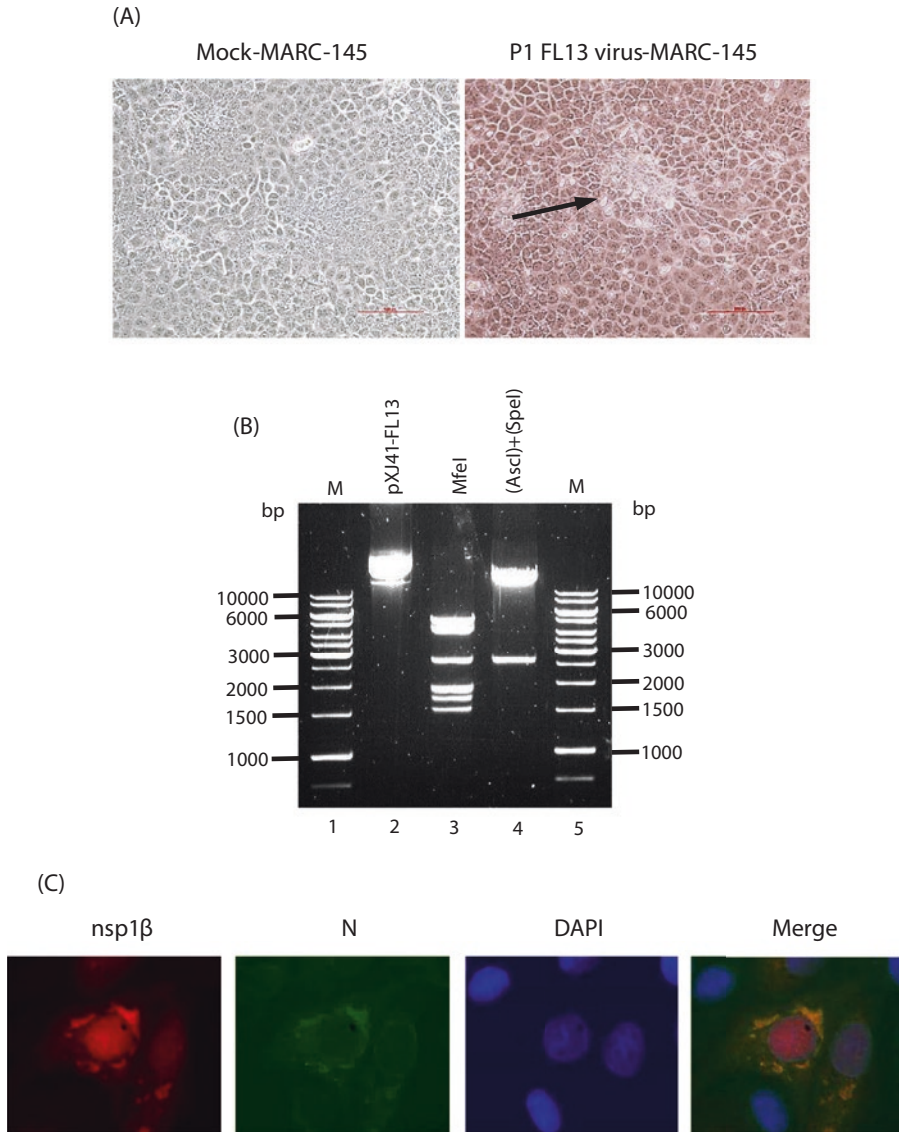 (A)
Mock-MARC-145
P1 FL13 virus-MARC-145
(B)
bp
M
pXJ41-FL13
MfeI
(AscI)+(SpeI)
M
bp
10000
6000
3000
2000
1500
1000
10000
6000
3000
2000
1500
1000
1
2
3
4
5
(C)
nsp1β
N
DAPI
Merge